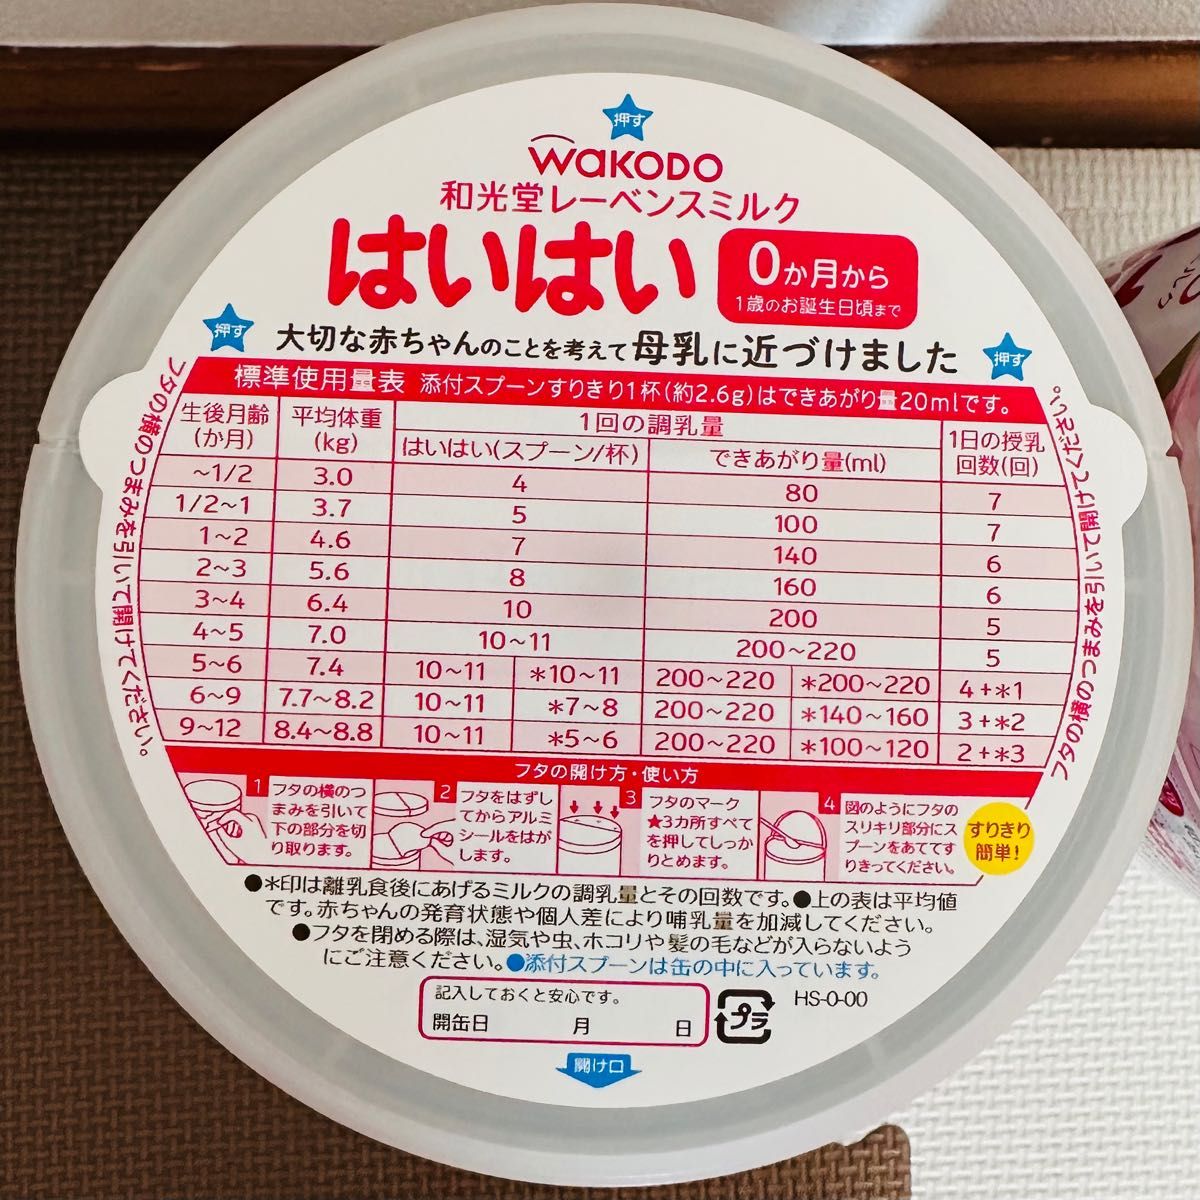 押す
WAKODO
和光堂レーベンスミルク
はいはい
0か月から
1歳のお誕生日頃まで
押す
大切な赤ちゃんのことを考えて母乳に近づけました
押す
フタの横のつまみを引いて開けてください。
フタの横のつまみを引いて開けてください。
標準使用量表 添付スプーンすりきり1杯(約2.6g)はできあがり量20mlです。
生後月齢(か月) 平均体重(kg) 1回の調乳量 1日の授乳回数(回)
はいはい(スプーン/杯) できあがり量(ml)
~1/2 3.0 4 80 7
1/2~1 3.7 5 100 7
1~2 4.6 7 140 6
2~3 5.6 8 160 6
3~4 6.4 10 200 5
4~5 7.0 10~11 200~220 5
5~6 7.4 10~11 *10~11 200~220 *200~220 4+*1
6~9 7.7~8.2 10~11 *7~8 200~220 *140~160 3+*2
9~12 8.4~8.8 10~11 *5~6 200~220 *100~120 2+*3
フタの開け方・使い方
1 フタの横のつ
まみを引いて
下の部分を切
り取ります。
2 フタをはずし
てからアルミ
シールをはが
します。
3 フタのマーク
★3カ所すべて
を押してしっか
りとめます。
4 図のようにフタの
スリキリ部分にス
プーンをあててす
りきってください。
すりきり
簡単!
●*印は離乳食後にあげるミルクの調乳量とその回数です。●上の表は平均値
です。赤ちゃんの発育状態や個人差により哺乳量を加減してください。
●フタを閉める際は、湿気や虫、ホコリや髪の毛などが入らないよう
にご注意ください。●添付スプーンは缶の中に入っています。
記入しておくと安心です。
開缶日 月 日
プラ
HS-0-00
開け口